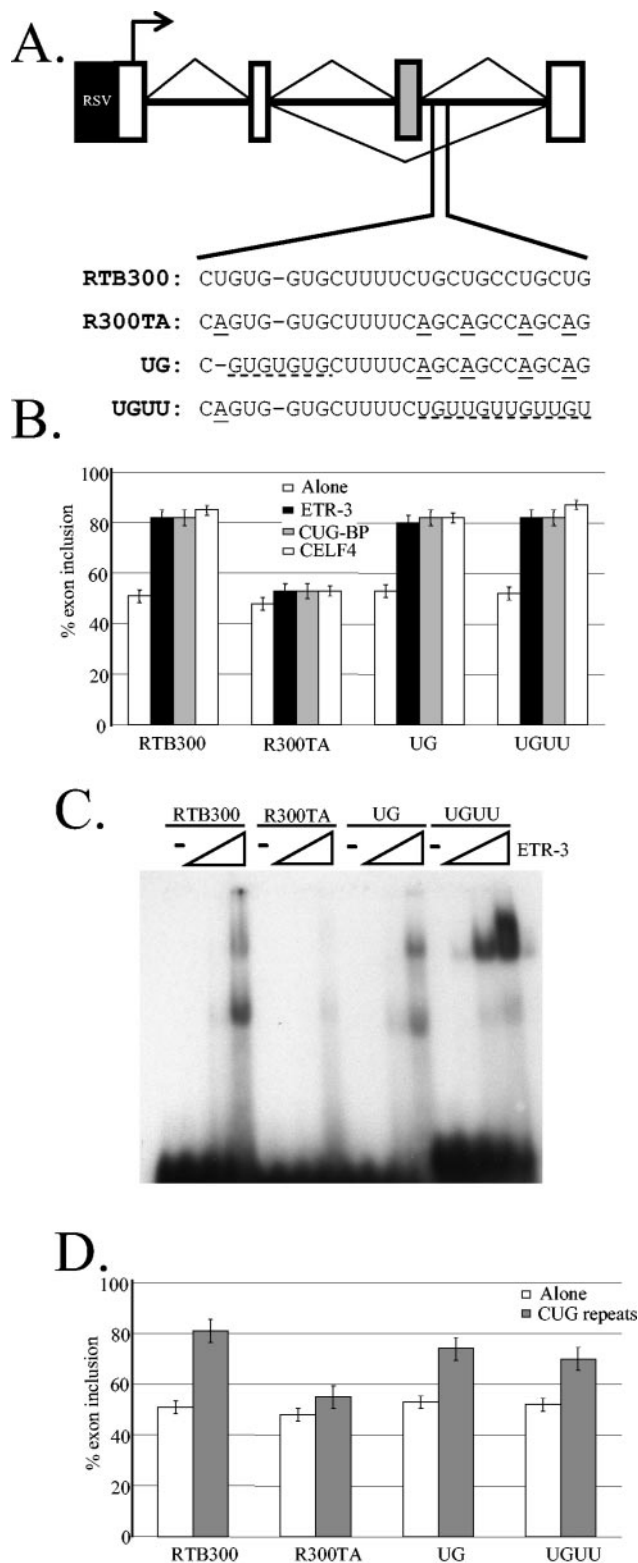 A.
RSV
RTB300: CUGUG-GUGCUUUUCUGCUGCCUGCUG
R300TA: CAGUG-GUGCUUUUCAGCAGCCAGCAG
UG: C-GUGUGUGCUUUUCAGCAGCCAGCAG
UGUU: CAGUG-GUGCUUUUCUGUUGUUGUUGU
B.
100
80
60
40
20
0
% exon inclusion
Alone
ETR-3
CUG-BP
CELF4
RTB300 R300TA UG UGUU
C.
RTB300 R300TA UG UGUU
- - - - ETR-3
D.
100
80
60
40
20
0
% exon inclusion
Alone
CUG repeats
RTB300 R300TA UG UGUU